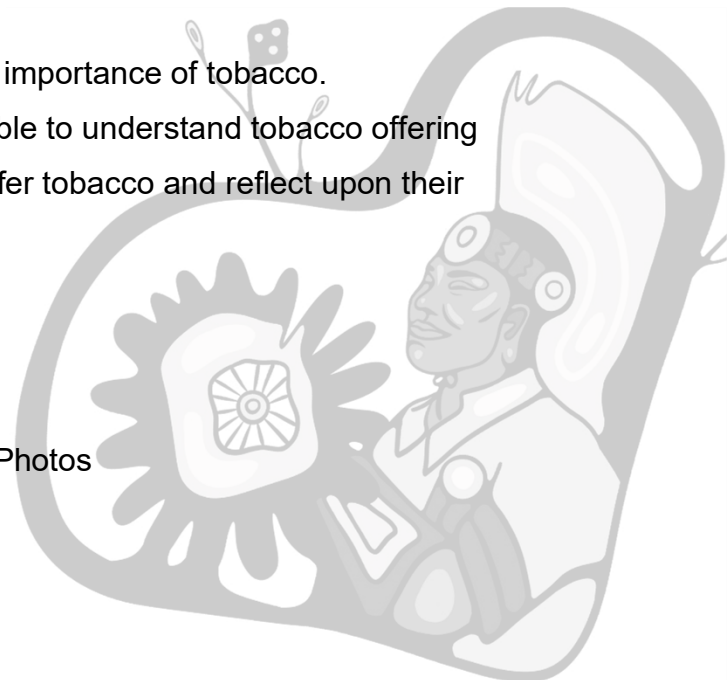 importance of tobacco.
ple to understand tobacco offering
fer tobacco and reflect upon their
Photos